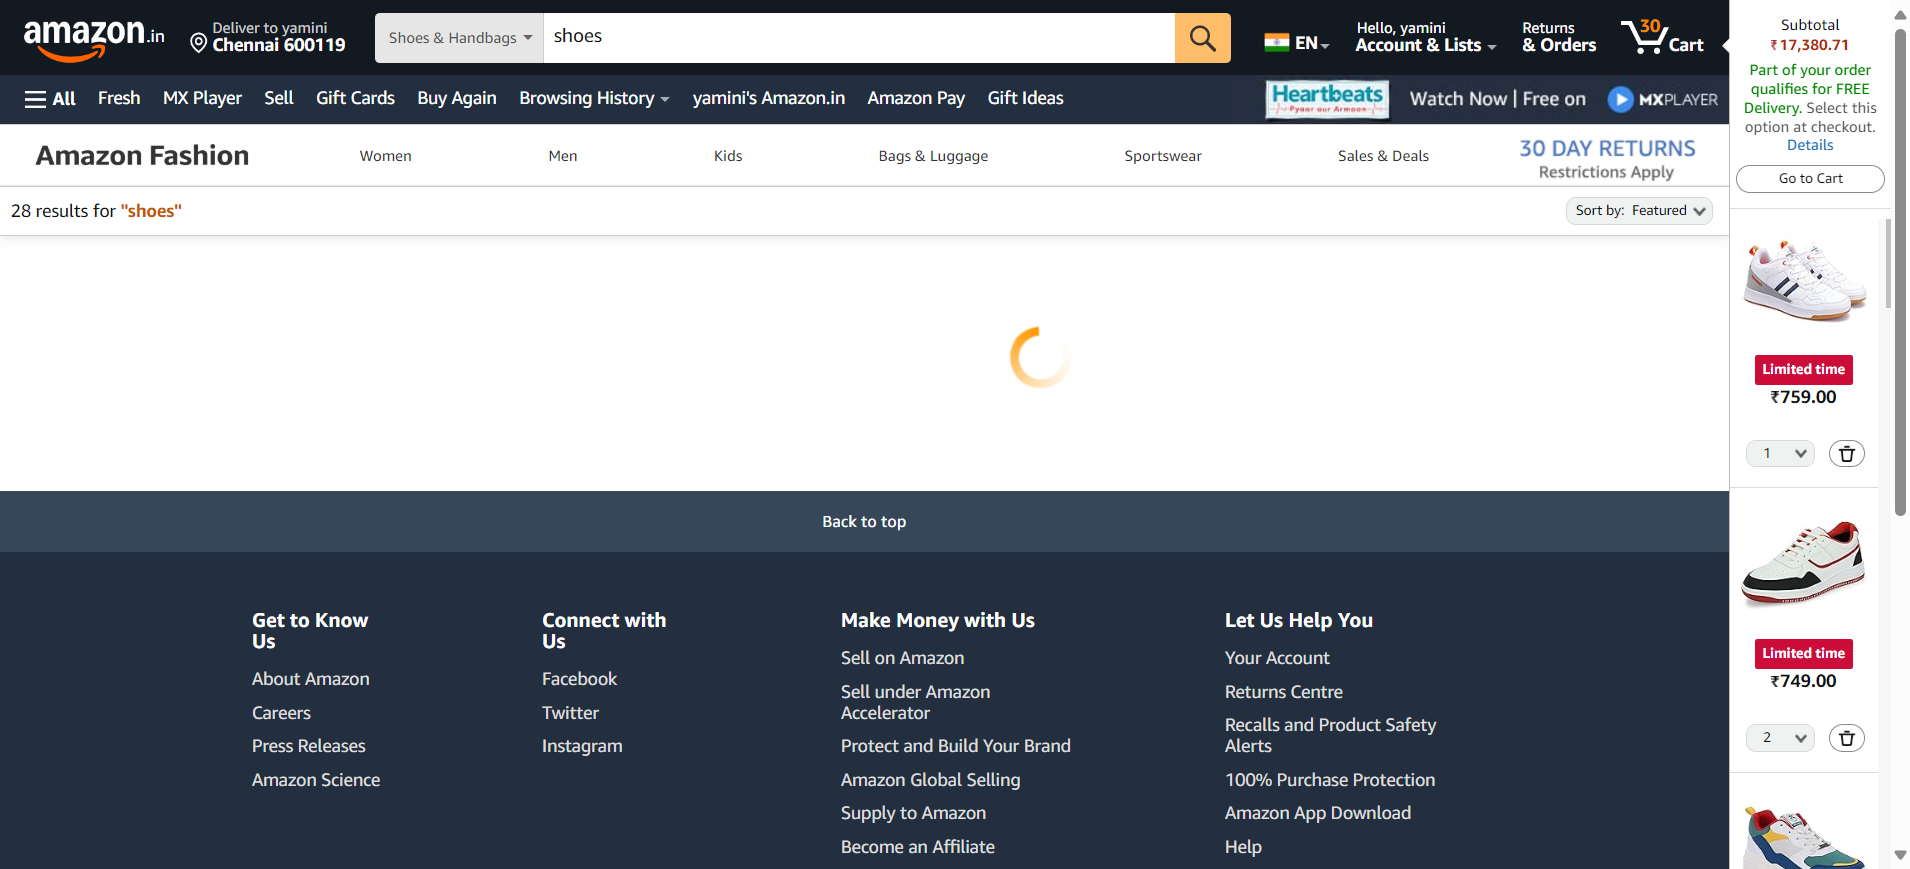 amazon.in
Deliver to yamini
Chennai 600119
Shoes & Handbags
shoes
EN
Hello, yamini
Account & Lists
Returns
& Orders
30
Cart
All
Fresh
MX Player
Sell
Gift Cards
Buy Again
Browsing History
yamini's Amazon.in
Amazon Pay
Gift Ideas
Heartbeats
Pyaar aur Armaan
Watch Now | Free on
MXPLAYER
Amazon Fashion
Women
Men
Kids
Bags & Luggage
Sportswear
Sales & Deals
30 DAY RETURNS
Restrictions Apply
28 results for "shoes"
Sort by: Featured
Back to top
Get to Know
Us
About Amazon
Careers
Press Releases
Amazon Science
Connect with
Us
Facebook
Twitter
Instagram
Make Money with Us
Sell on Amazon
Sell under Amazon
Accelerator
Protect and Build Your Brand
Amazon Global Selling
Supply to Amazon
Become an Affiliate
Let Us Help You
Your Account
Returns Centre
Recalls and Product Safety
Alerts
100% Purchase Protection
Amazon App Download
Help
Subtotal
₹17,380.71
Part of your order
qualifies for FREE
Delivery. Select this
option at checkout.
Details
Go to Cart
Limited time
₹759.00
1
Limited time
₹749.00
2